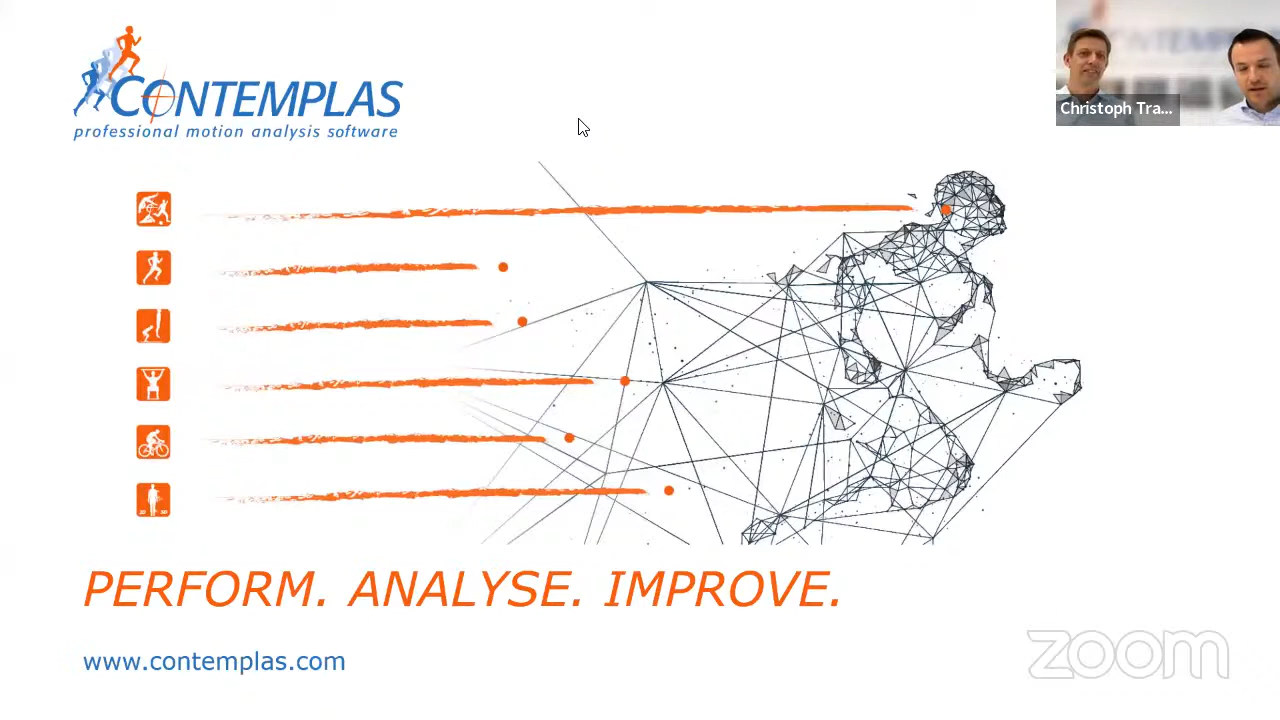 CONTEMPLAS
professional motion analysis software
Christoph Tra...
PERFORM. ANALYSE. IMPROVE.
www.contemplas.com
zoom